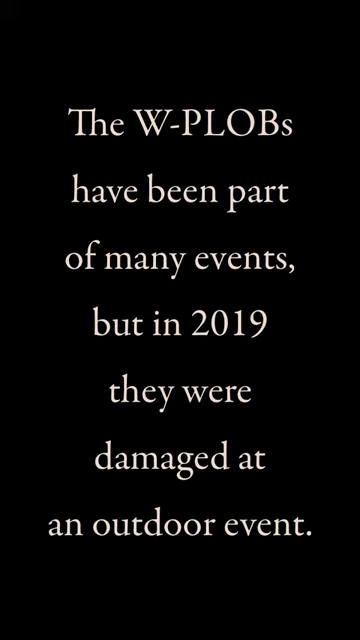 The W-PLOBs
have been part
of many events,
but in 2019
they were
damaged at
an outdoor event.